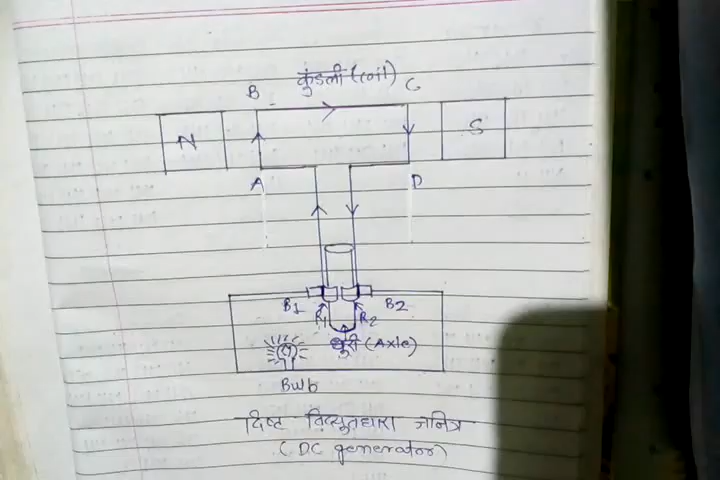 कुंडली (coil)
B
C
N
S
A
D
B1
B2
R1
R2
धुरी (Axle)
Bulb
दिष्ट विद्युतधारा जनित्र
(DC generator)